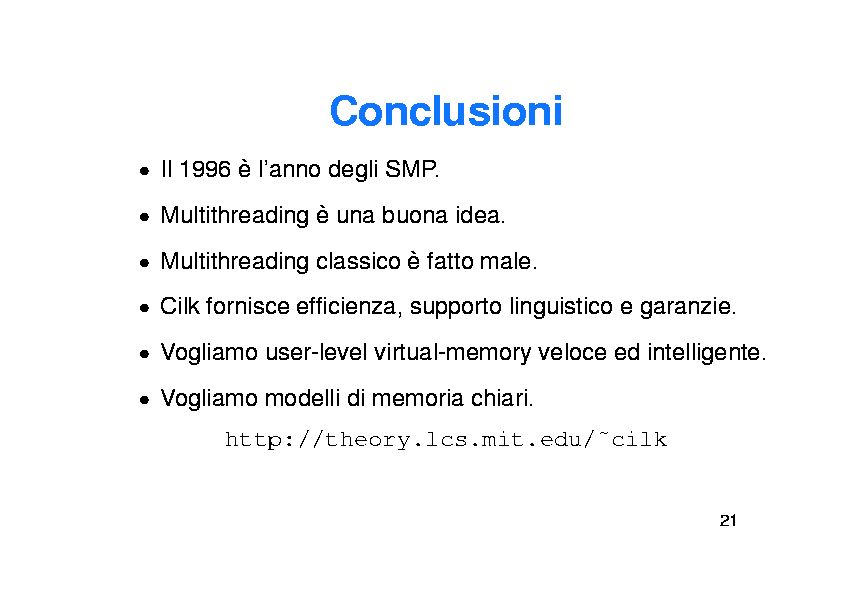 Conclusioni
• Il 1996 è l'anno degli SMP.
• Multithreading è una buona idea.
• Multithreading classico è fatto male.
• Cilk fornisce efficienza, supporto linguistico e garanzie.
• Vogliamo user-level virtual-memory veloce ed intelligente.
• Vogliamo modelli di memoria chiari.
http://theory.lcs.mit.edu/~cilk
21